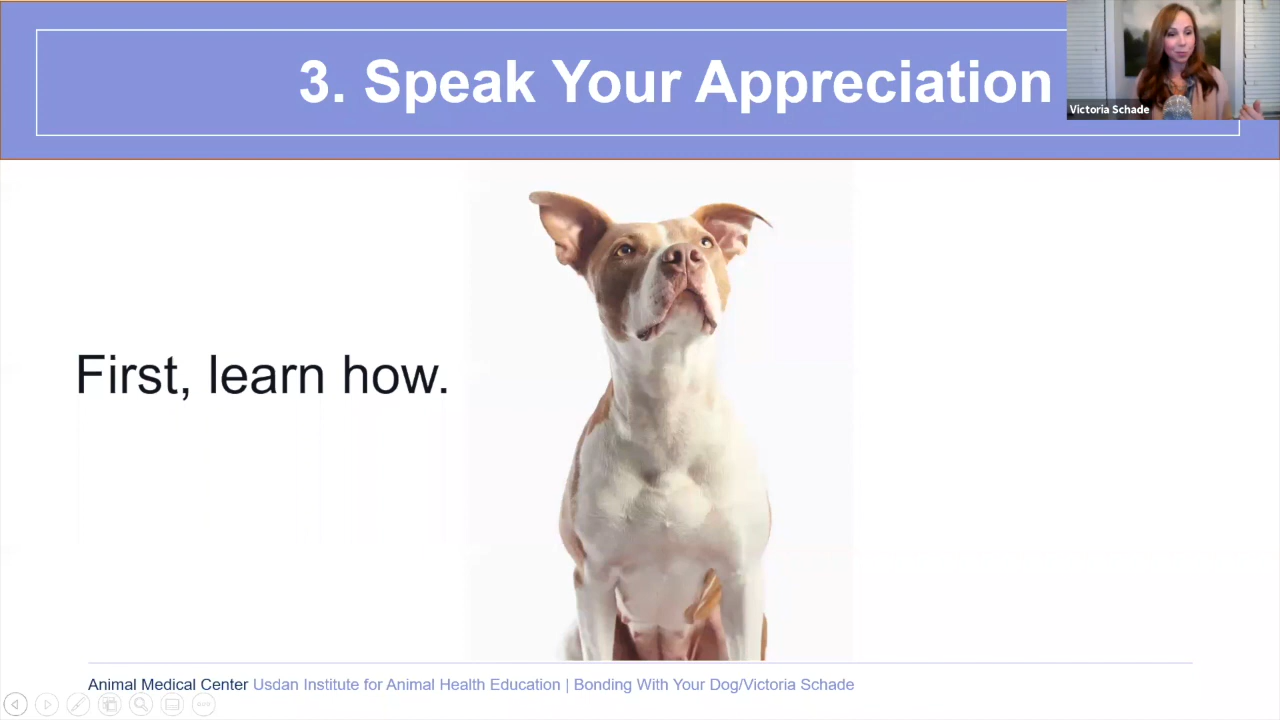 3. Speak Your Appreciation
Victoria Schade
First, learn how.
Animal Medical Center Usdan Institute for Animal Health Education | Bonding With Your Dog/Victoria Schade